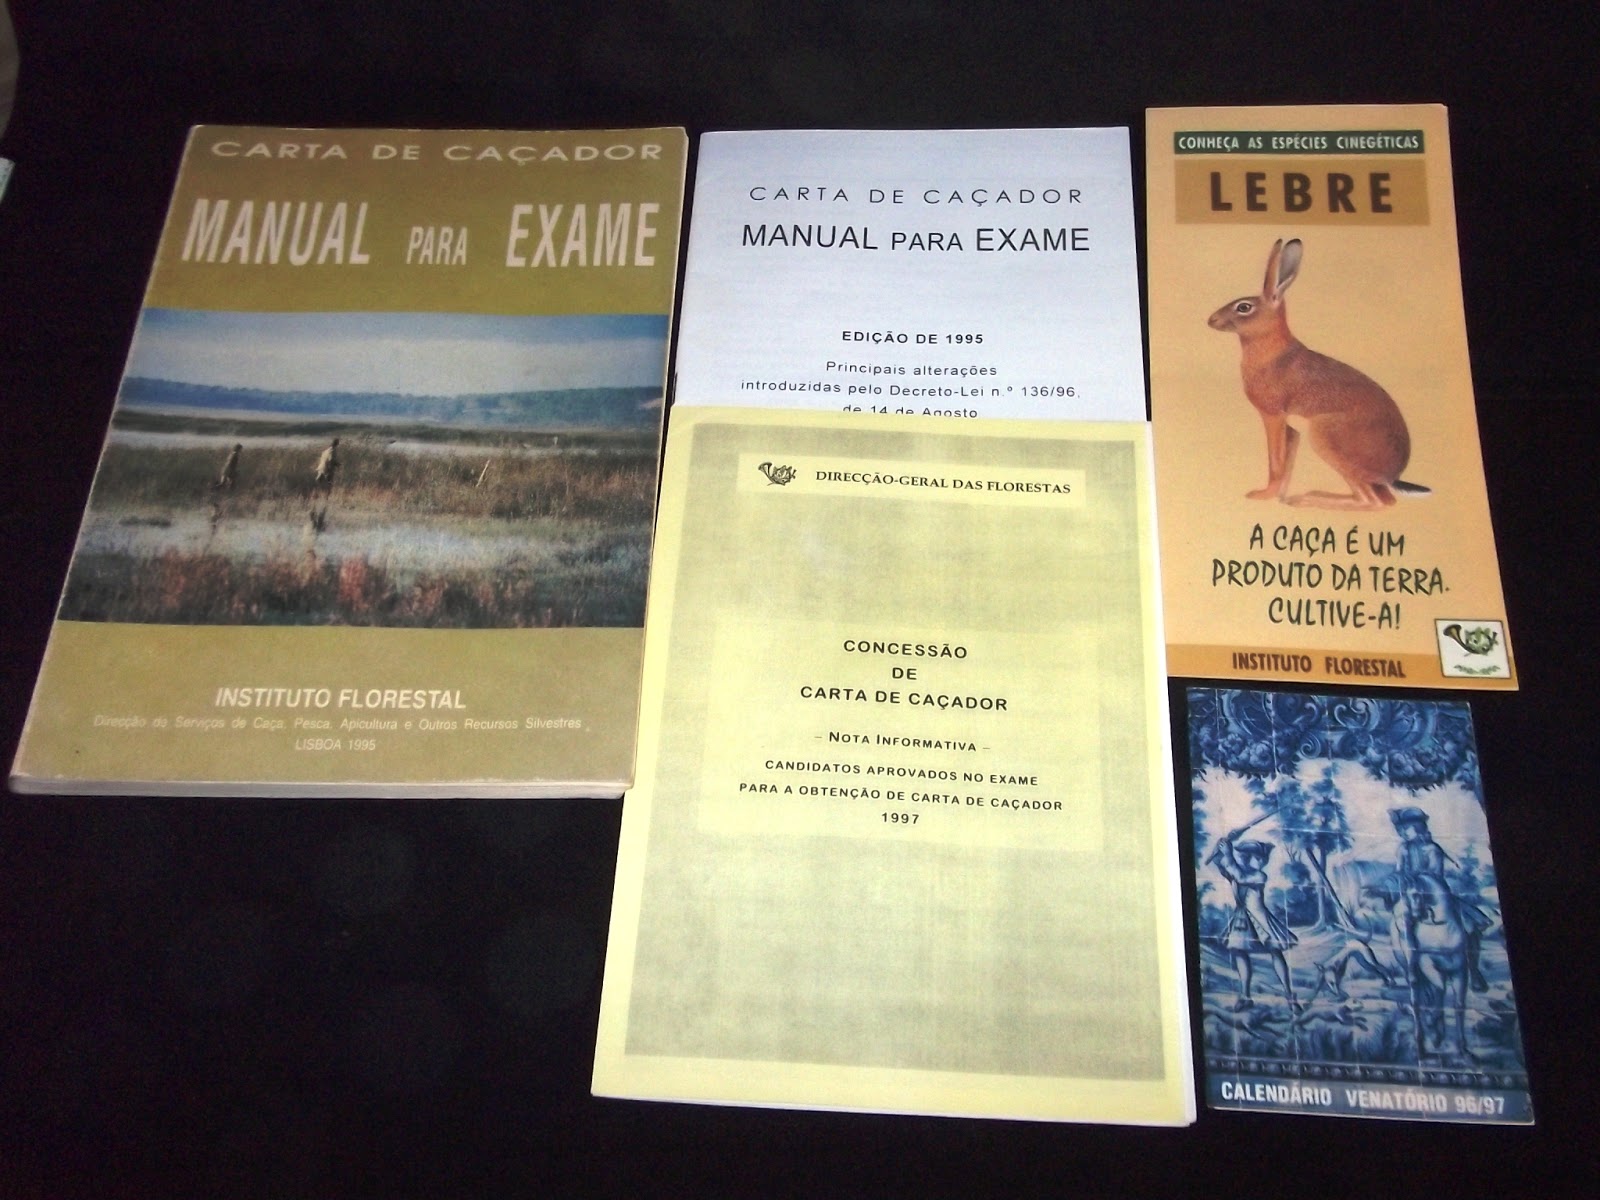 CARTA DE CAÇADOR
MANUAL PARA EXAME
INSTITUTO FLORESTAL
Direcção de Serviços de Caça, Pesca, Apicultura e Outros Recursos Silvestres
LISBOA 1995
CARTA DE CAÇADOR
MANUAL PARA EXAME
EDIÇÃO DE 1995
Principais alterações
introduzidas pelo Decreto-Lei n.º 136/96,
de 14 de Agosto
DIRECÇÃO-GERAL DAS FLORESTAS
CONCESSÃO
DE
CARTA DE CAÇADOR
– NOTA INFORMATIVA –
CANDIDATOS APROVADOS NO EXAME
PARA A OBTENÇÃO DE CARTA DE CAÇADOR
1997
CONHEÇA AS ESPÉCIES CINEGÉTICAS
LEBRE
A CAÇA É UM
PRODUTO DA TERRA.
CULTIVE-A!
INSTITUTO FLORESTAL
CALENDÁRIO VENATÓRIO 96/97